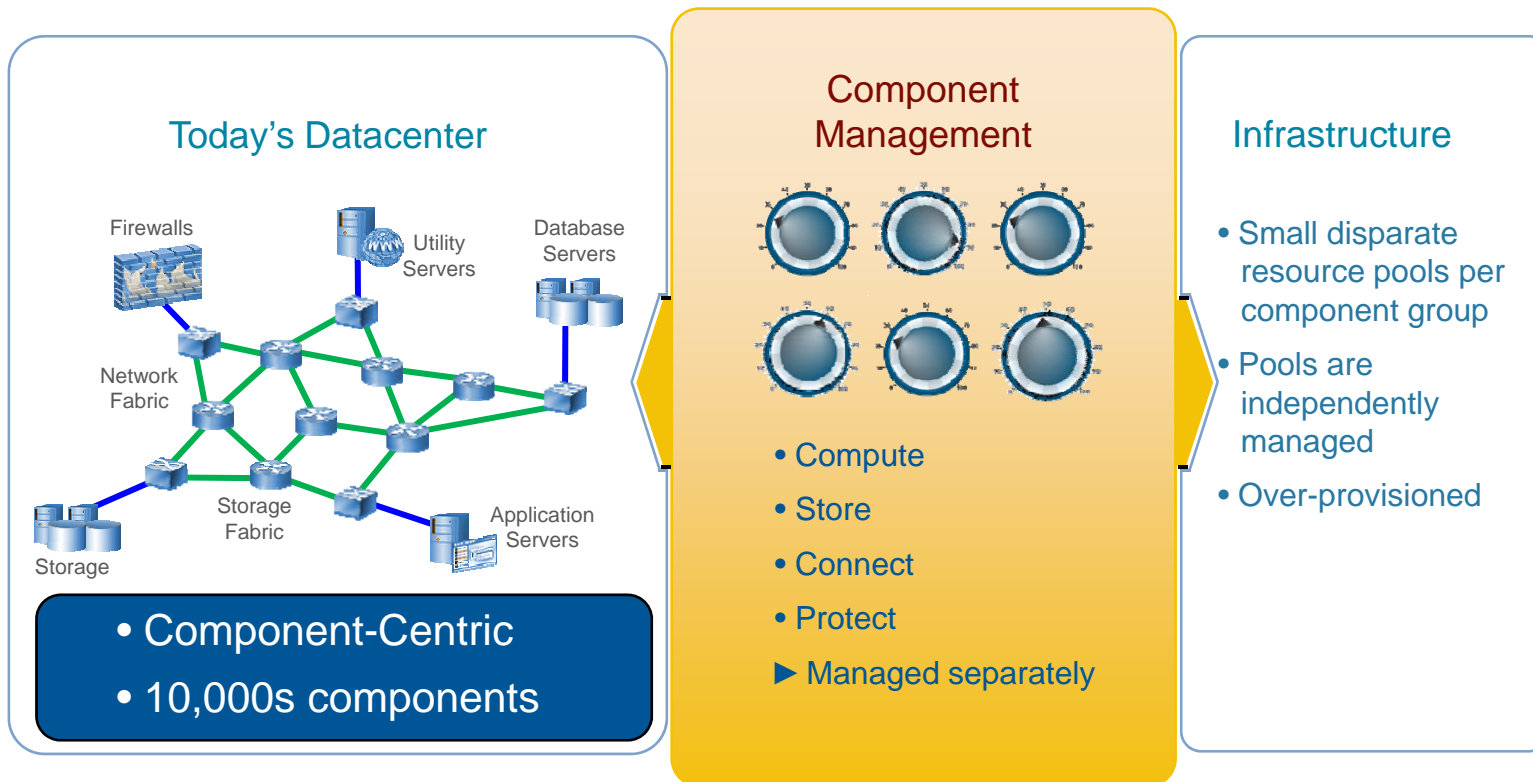 Today's Datacenter
Firewalls
Utility
Servers
Database
Servers
Network
Fabric
Storage
Fabric
Storage
Application
Servers
• Component-Centric
• 10,000s components
Component
Management
• Compute
• Store
• Connect
• Protect
► Managed separately
Infrastructure
• Small disparate
resource pools per
component group
• Pools are
independently
managed
• Over-provisioned